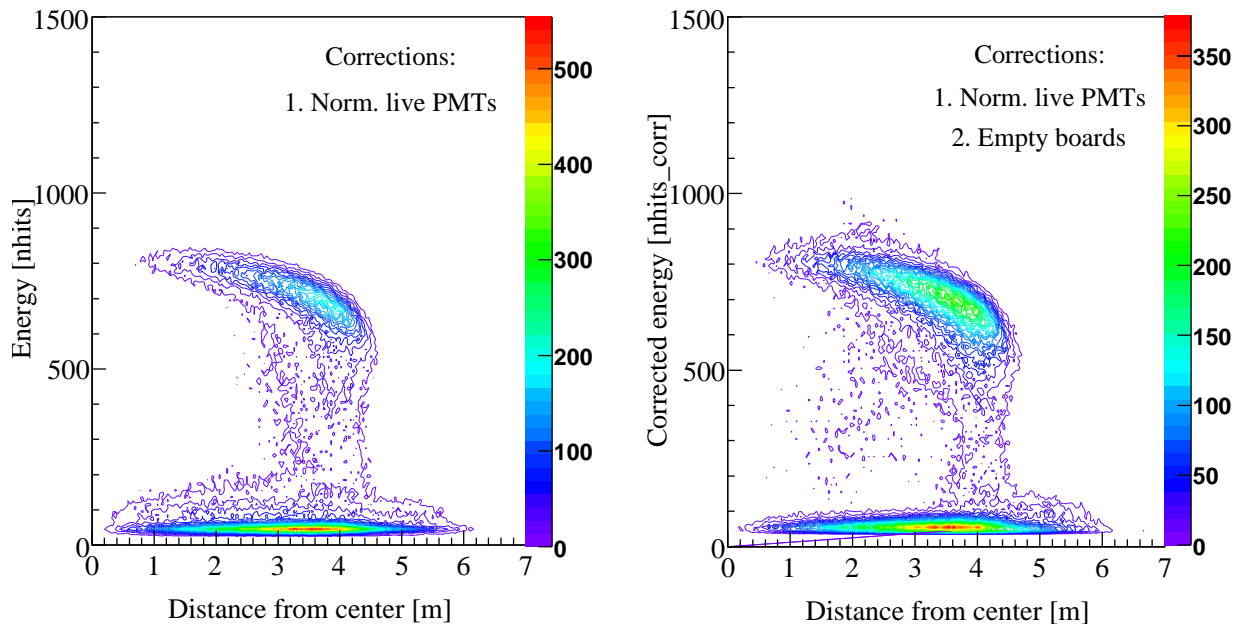 1500
1000
500
0
Energy [nhits]
Corrections:
1. Norm. live PMTs
500
400
300
200
100
0
0 1 2 3 4 5 6 7
Distance from center [m]
1500
1000
500
0
Corrected energy [nhits_corr]
Corrections:
1. Norm. live PMTs
2. Empty boards
350
300
250
200
150
100
50
0
0 1 2 3 4 5 6 7
Distance from center [m]